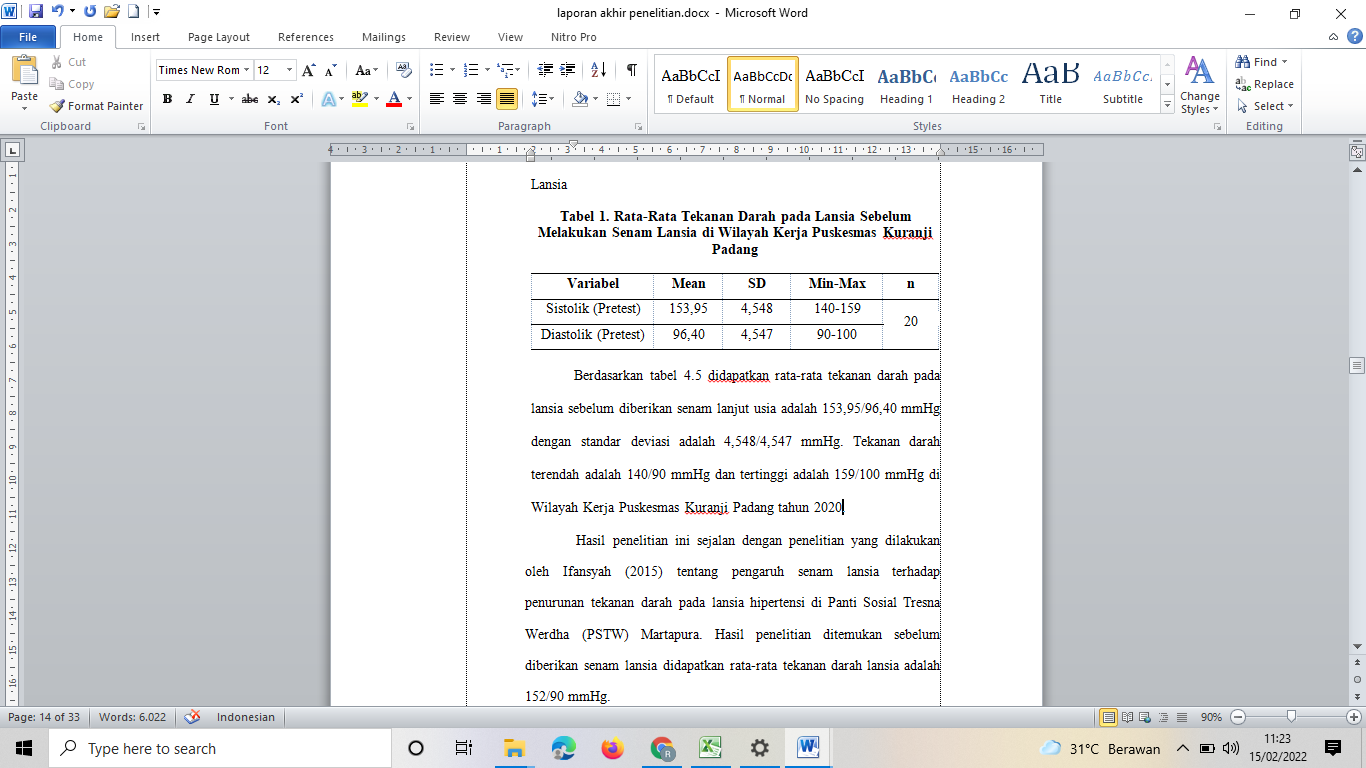 laporan akhir penelitian.docx - Microsoft Word
File Home Insert Page Layout References Mailings Review View Nitro Pro
Paste
Cut
Copy
Format Painter
Clipboard
Times New Rom 12
Font
Paragraph
AaBbCcI AaBbCcDc AaBbCcI AaBbC AaBbCc AaB AaBbCcI
¶ Default ¶ Normal No Spacing Heading 1 Heading 2 Title Subtitle
Styles
Change
Styles
Find
Replace
Select
Editing
Lansia
Tabel 1. Rata-Rata Tekanan Darah pada Lansia Sebelum
Melakukan Senam Lansia di Wilayah Kerja Puskesmas Kuranji
Padang
Variabel Mean SD Min-Max n
Sistolik (Pretest) 153,95 4,548 140-159 20
Diastolik (Pretest) 96,40 4,547 90-100
Berdasarkan tabel 4.5 didapatkan rata-rata tekanan darah pada
lansia sebelum diberikan senam lanjut usia adalah 153,95/96,40 mmHg
dengan standar deviasi adalah 4,548/4,547 mmHg. Tekanan darah
terendah adalah 140/90 mmHg dan tertinggi adalah 159/100 mmHg di
Wilayah Kerja Puskesmas Kuranji Padang tahun 2020
Hasil penelitian ini sejalan dengan penelitian yang dilakukan
oleh Ifansyah (2015) tentang pengaruh senam lansia terhadap
penurunan tekanan darah pada lansia hipertensi di Panti Sosial Tresna
Werdha (PSTW) Martapura. Hasil penelitian ditemukan sebelum
diberikan senam lansia didapatkan rata-rata tekanan darah lansia adalah
152/90 mmHg.
Page: 14 of 33 Words: 6.022 Indonesian 90%
Type here to search
31°C Berawan
11:23
15/02/2022